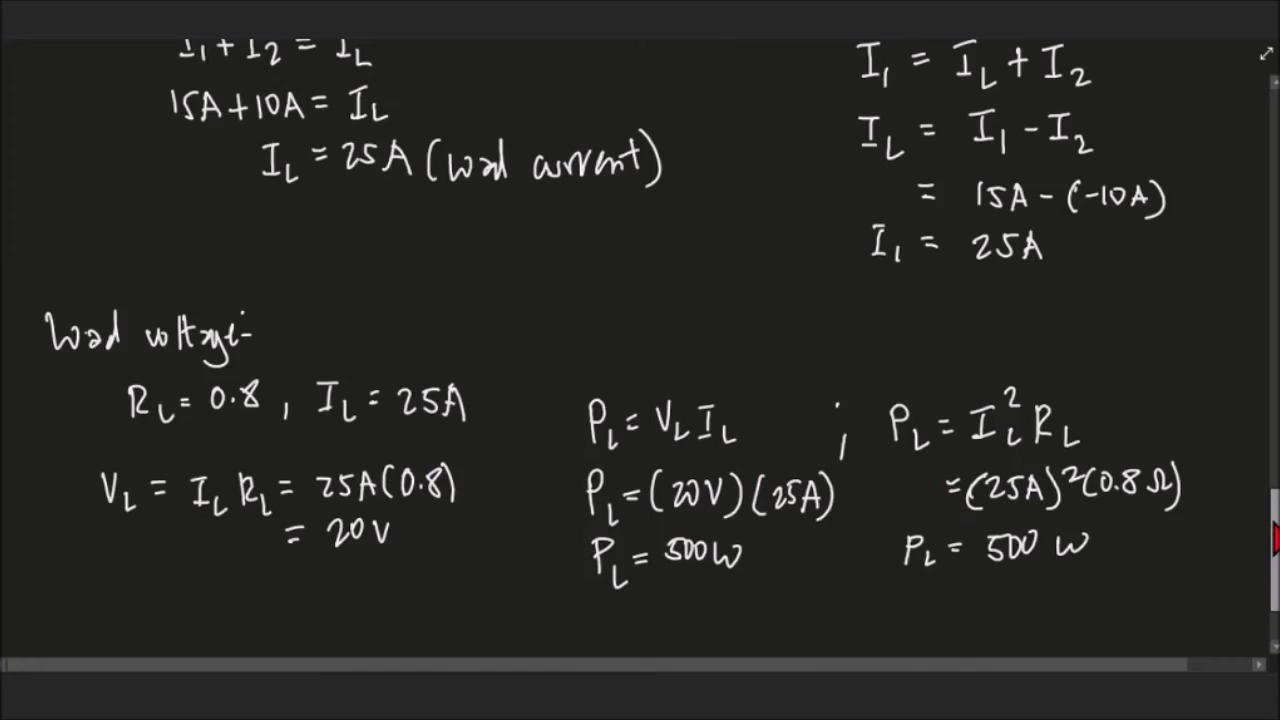 I₁ + I₂ = I_L
15A + 10A = I_L
I_L = 25A (load current)
I₁ = I_L + I₂
I_L = I₁ - I₂
= 15A - (-10A)
I₁ = 25A
Load voltage:-
R_L = 0.8 , I_L = 25A
V_L = I_L R_L = 25A(0.8)
= 20V
P_L = V_L I_L ;
P_L = (20V)(25A)
P_L = 500W
P_L = I_L² R_L
= (25A)²(0.8Ω)
P_L = 500 W